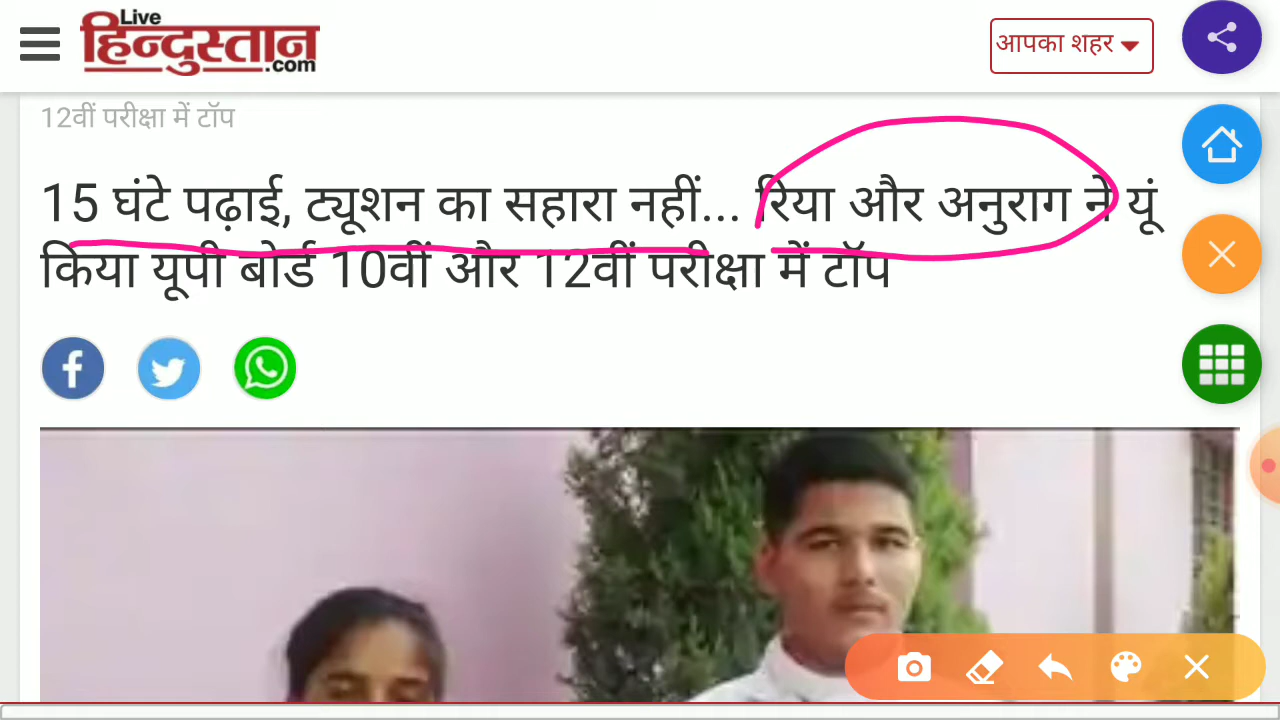 Live
हिन्दुस्तान
.com
आपका शहर
12वीं परीक्षा में टॉप
15 घंटे पढ़ाई, ट्यूशन का सहारा नहीं... रिया और अनुराग ने यूं
किया यूपी बोर्ड 10वीं और 12वीं परीक्षा में टॉप